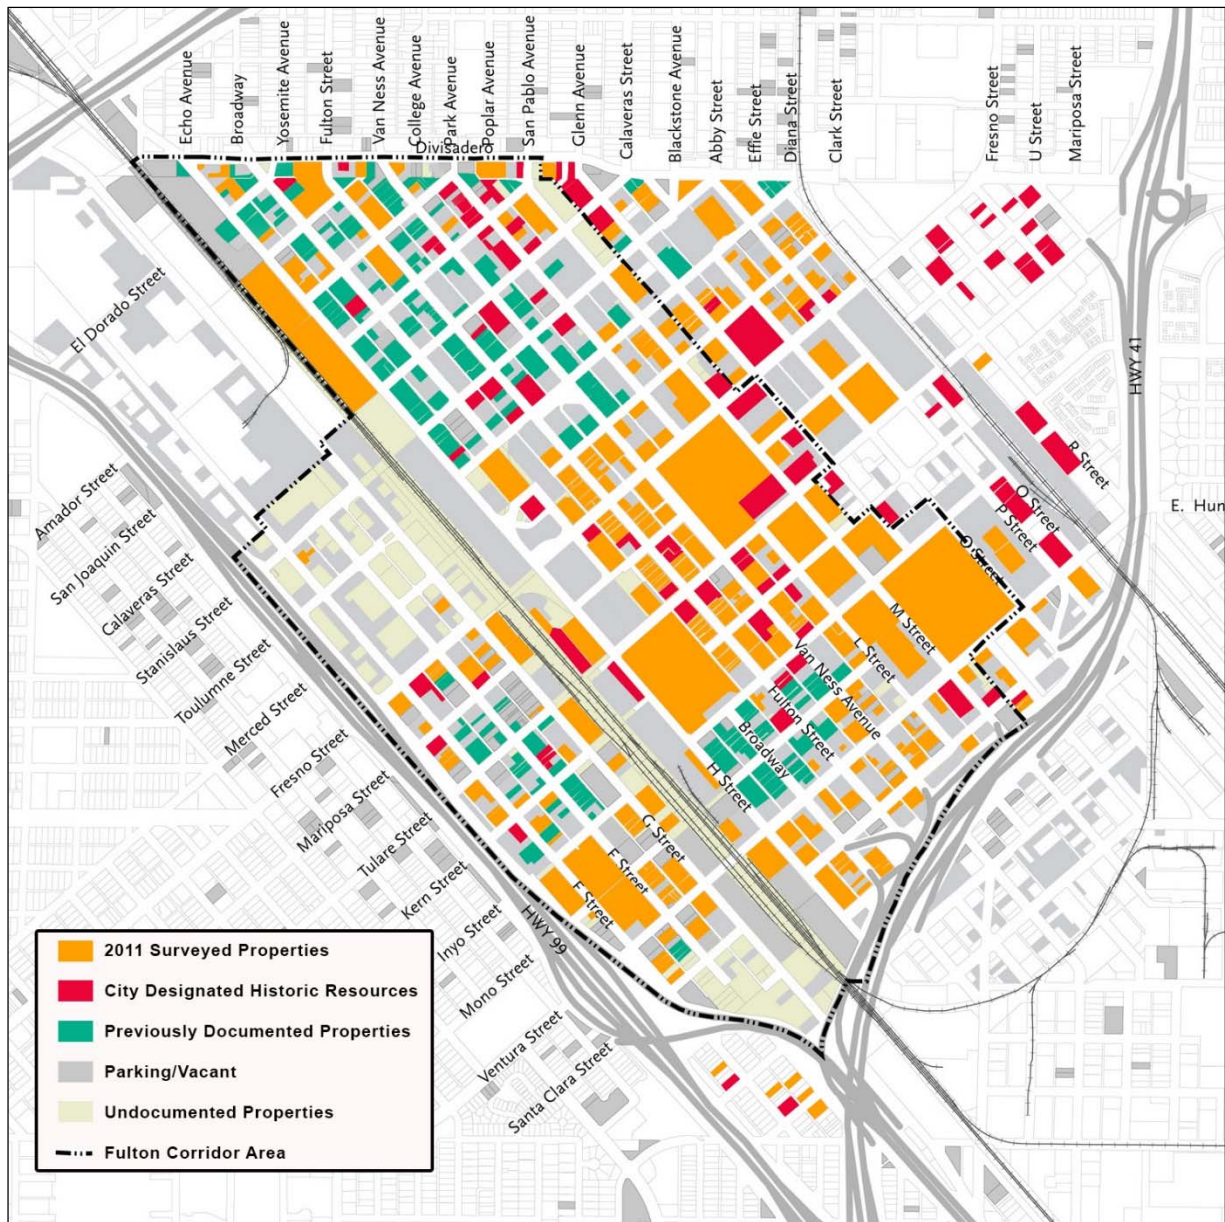 Echo Avenue
Broadway
Yosemite Avenue
Fulton Street
Van Ness Avenue
College Avenue
Park Avenue
Poplar Avenue
San Pablo Avenue
Glenn Avenue
Calaveras Street
Blackstone Avenue
Abby Street
Effie Street
Diana Street
Clark Street
Fresno Street
U Street
Mariposa Street
Divisadero
El Dorado Street
HWY 41
R Street
E. Hun
Q Street
P Street
O Street
M Street
L Street
Van Ness Avenue
Fulton Street
Broadway
H Street
G Street
F Street
E Street
HWY 99
Amador Street
San Joaquin Street
Calaveras Street
Stanislaus Street
Toulumne Street
Merced Street
Fresno Street
Mariposa Street
Tulare Street
Kern Street
Inyo Street
Mono Street
Ventura Street
Santa Clara Street
2011 Surveyed Properties
City Designated Historic Resources
Previously Documented Properties
Parking/Vacant
Undocumented Properties
Fulton Corridor Area